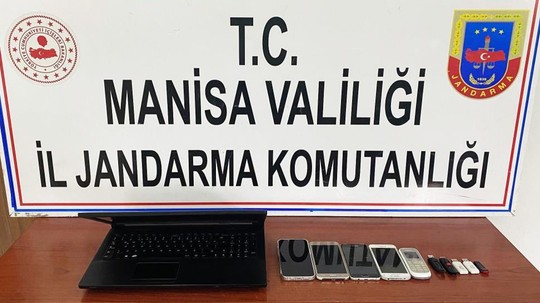 T.C.
MANİSA VALİLİĞİ
İL JANDARMA KOMUTANLIĞI
JANDARMA